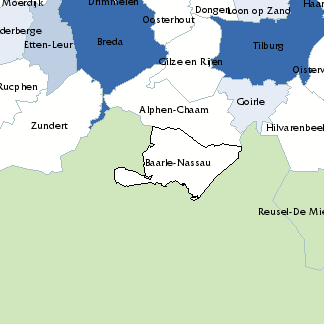 Moerdijk
Drimmelen
Dongen
Loon op Zand
Haar
Oosterhout
derberge
Etten-Leur
Breda
Tilburg
Gilze en Rijen
Oisterw
Rucphen
Alphen-Chaam
Goirle
Zundert
Hilvarenbeek
Baarle-Nassau
Reusel-De Mie